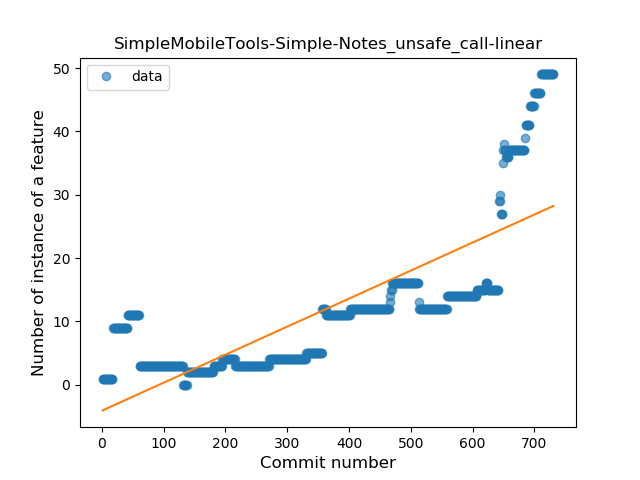 SimpleMobileTools-Simple-Notes_unsafe_call-linear
data
Number of instance of a feature
50
40
30
20
10
0
0 100 200 300 400 500 600 700
Commit number